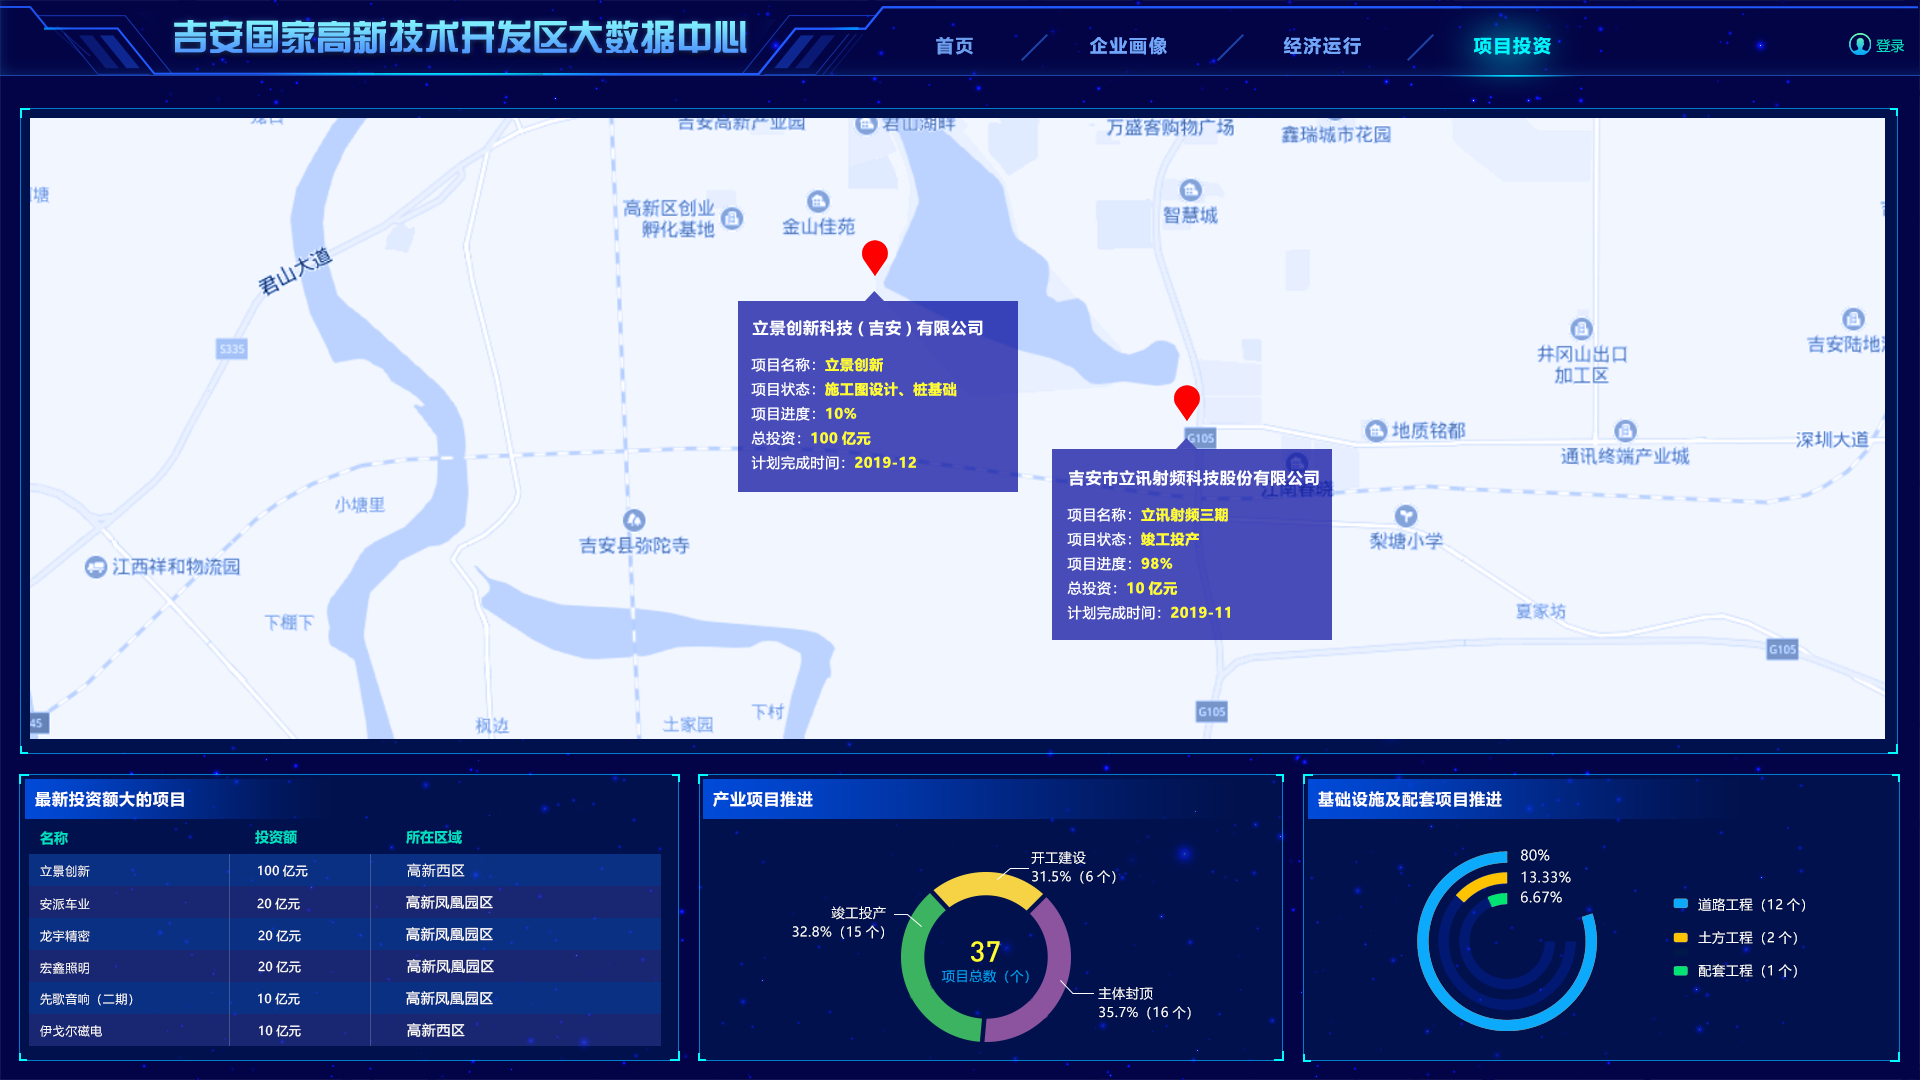 吉安国家高新技术开发区大数据中心
首页
企业画像
经济运行
项目投资
登录
吉安高新产业园
君山湖畔
万盛客购物广场
鑫瑞城市花园
塘
高新区创业
孵化基地
金山佳苑
智慧城
君山大道
S335
立景创新科技（吉安）有限公司
项目名称：立景创新
项目状态：施工图设计、桩基础
项目进度：10%
总投资：100 亿元
计划完成时间：2019-12
井冈山出口
加工区
吉安陆地
G105
地质铭都
通讯终端产业城
深圳大道
江南春晓
吉安市立讯射频科技股份有限公司
项目名称：立讯射频三期
项目状态：竣工投产
项目进度：98%
总投资：10 亿元
计划完成时间：2019-11
小塘里
吉安县弥陀寺
梨塘小学
江西祥和物流园
下棚下
夏家坊
G105
G105
45
枫边
土家园
下村
最新投资额大的项目
名称 投资额 所在区域
立景创新 100 亿元 高新西区
安派车业 20 亿元 高新凤凰园区
龙宇精密 20 亿元 高新凤凰园区
宏鑫照明 20 亿元 高新凤凰园区
先歌音响（二期） 10 亿元 高新凤凰园区
伊戈尔磁电 10 亿元 高新西区
产业项目推进
开工建设
31.5%（6 个）
竣工投产
32.8%（15 个）
37
项目总数（个）
主体封顶
35.7%（16 个）
基础设施及配套项目推进
80%
13.33%
6.67%
道路工程（12 个）
土方工程（2 个）
配套工程（1 个）